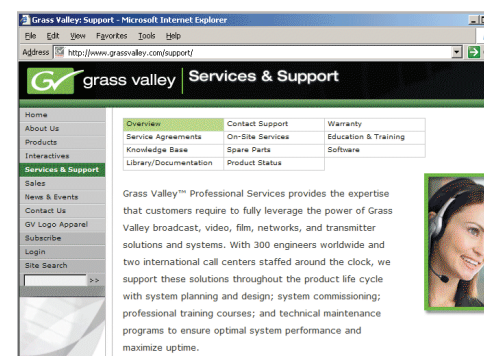 Grass Valley: Support - Microsoft Internet Explorer
File Edit View Favorites Tools Help
Address http://www.grassvalley.com/support/
GV grass valley Services & Support
Home
About Us
Products
Interactives
Services & Support
Sales
News & Events
Contact Us
GV Logo Apparel
Subscribe
Login
Site Search
>>
Overview Contact Support Warranty
Service Agreements On-Site Services Education & Training
Knowledge Base Spare Parts Software
Library/Documentation Product Status
Grass Valley™ Professional Services provides the expertise
that customers require to fully leverage the power of Grass
Valley broadcast, video, film, networks, and transmitter
solutions and systems. With 300 engineers worldwide and
two international call centers staffed around the clock, we
support these solutions throughout the product life cycle
with system planning and design; system commissioning;
professional training courses; and technical maintenance
programs to ensure optimal system performance and
maximize uptime.